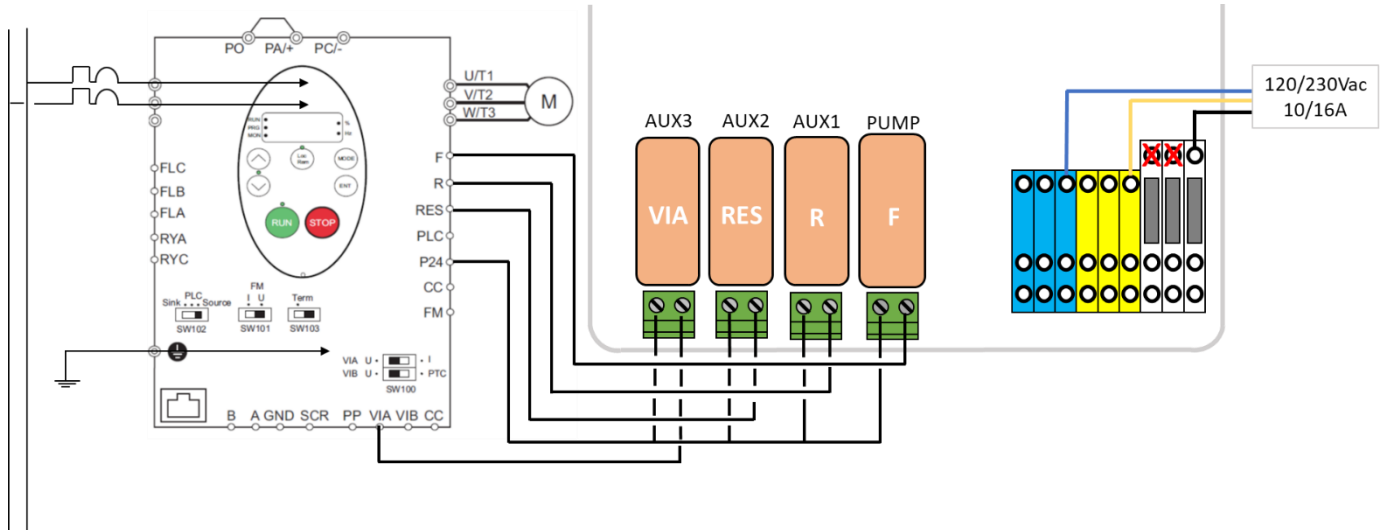 PO PA/+ PC/-
U/T1
V/T2
W/T3
M
120/230Vac
10/16A
RUN
PRG
MON
%
Hz
Loc
Rem
MODE
ENT
RUN STOP
AUX3 AUX2 AUX1 PUMP
VIA RES R F
F
R
RES
PLC
P24
CC
FM
FLC
FLB
FLA
RYA
RYC
PLC
Sink Source
SW102
FM
I U
SW101
Term
SW103
VIA U I
VIB U PTC
SW100
B A GND SCR PP VIA VIB CC